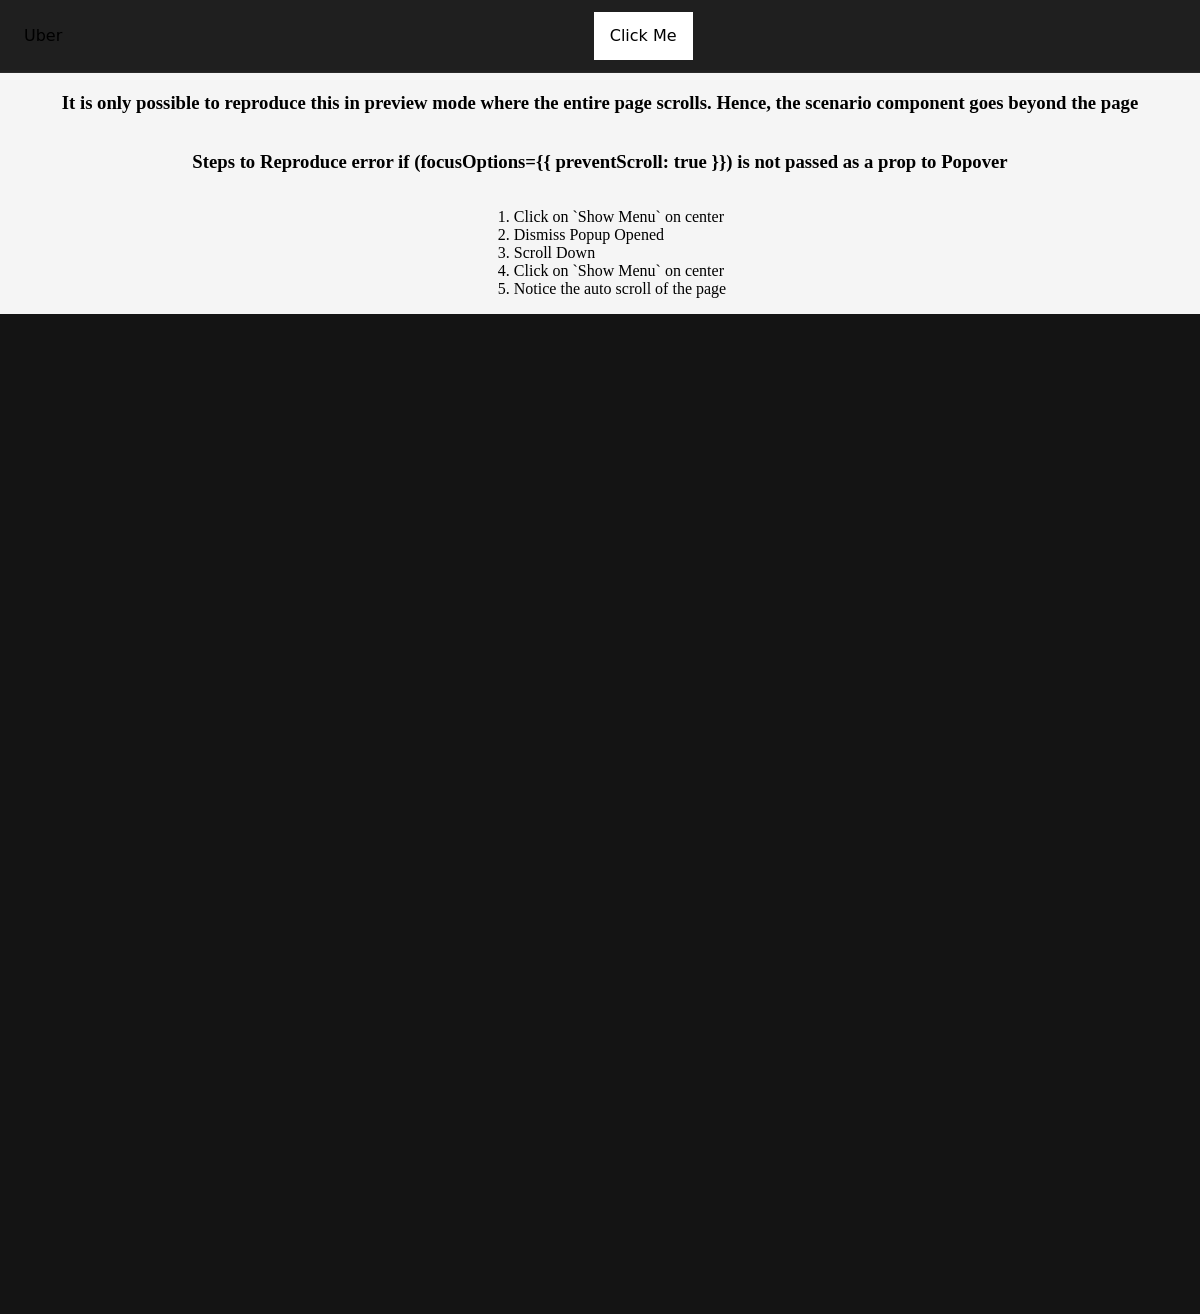 Uber
Click Me
It is only possible to reproduce this in preview mode where the entire page scrolls. Hence, the scenario component goes beyond the page
Steps to Reproduce error if (focusOptions={{ preventScroll: true }}) is not passed as a prop to Popover
1. Click on `Show Menu` on center
2. Dismiss Popup Opened
3. Scroll Down
4. Click on `Show Menu` on center
5. Notice the auto scroll of the page